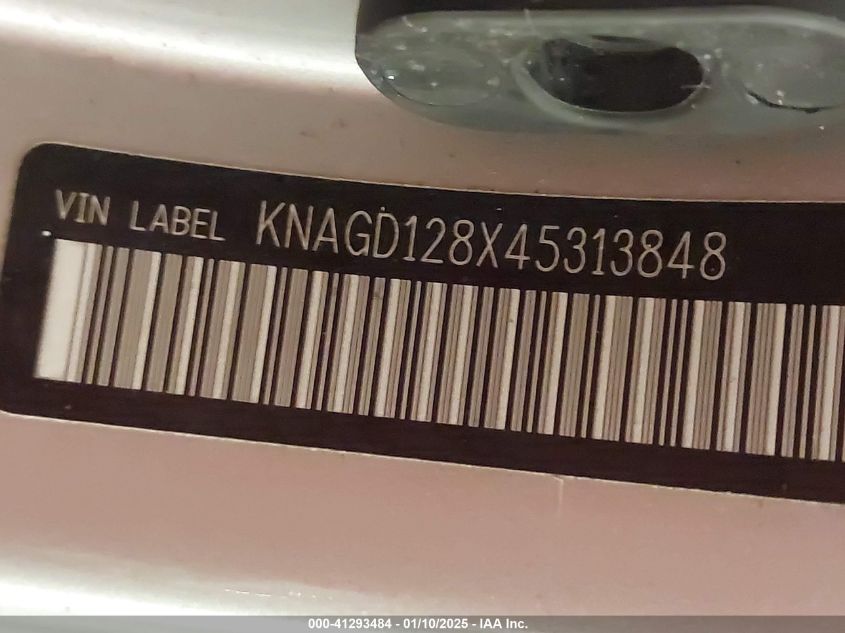 VIN LABEL KNAGD128X45313848
000-41293484 - 01/10/2025 - IAA Inc.